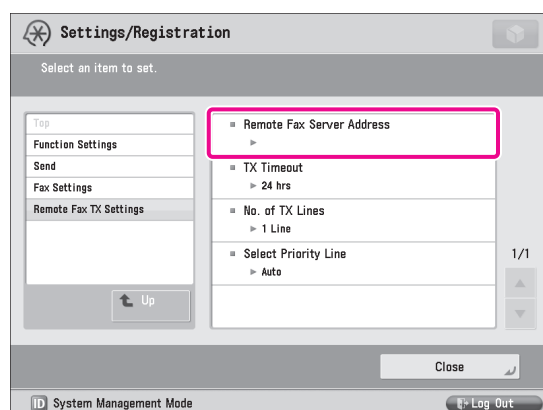 Settings/Registration
Select an item to set.
Top
Function Settings
Send
Fax Settings
Remote Fax TX Settings
Up
Remote Fax Server Address
TX Timeout
24 hrs
No. of TX Lines
1 Line
Select Priority Line
Auto
1/1
Close
ID System Management Mode
Log Out